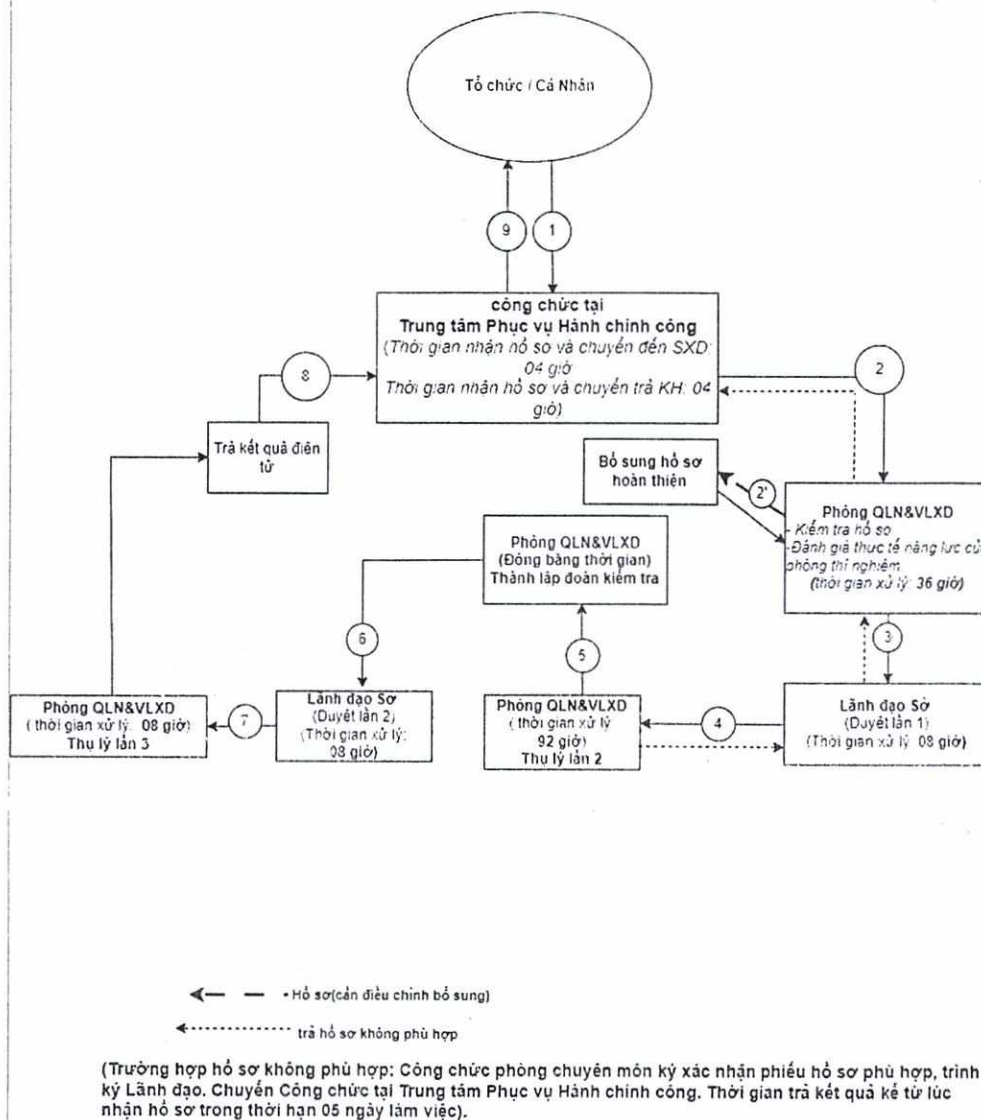 Tổ chức / Cá Nhân
9
1
công chức tại
Trung tâm Phục vụ Hành chính công
(Thời gian nhận hồ sơ và chuyển đến SXD:
04 giờ
Thời gian nhận hồ sơ và chuyển trả KH: 04
giờ)
8
2
Trả kết quả điện
tử
Bổ sung hồ sơ
hoàn thiện
2'
Phòng QLN&VLXD
- Kiểm tra hồ sơ
-Đánh giá thực tế năng lực củ
phòng thí nghiệm
(thời gian xử lý: 36 giờ)
Phòng QLN&VLXD
(Đóng băng thời gian)
Thành lập đoàn kiểm tra
6
5
3
Phòng QLN&VLXD
( thời gian xử lý: 08 giờ)
Thụ lý lần 3
7
Lãnh đạo Sở
(Duyệt lần 2)
(Thời gian xử lý:
08 giờ)
Phòng QLN&VLXD
( thời gian xử lý
92 giờ)
Thụ lý lần 2
4
Lãnh đạo Sở
(Duyệt lần 1)
(Thời gian xử lý: 08 giờ)
Hồ sơ(cần điều chỉnh bổ sung)
trả hồ sơ không phù hợp
(Trường hợp hồ sơ không phù hợp: Công chức phòng chuyên môn ký xác nhận phiếu hồ sơ phù hợp, trình
ký Lãnh đạo. Chuyển Công chức tại Trung tâm Phục vụ Hành chính công. Thời gian trả kết quả kể từ lúc
nhận hồ sơ trong thời hạn 05 ngày làm việc).